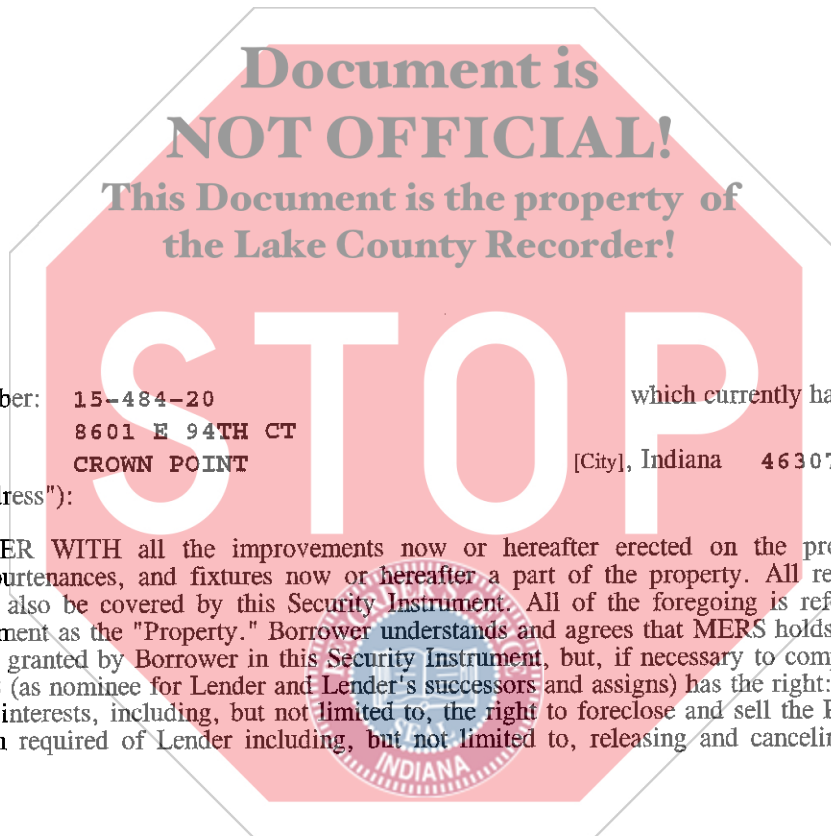 Document is
NOT OFFICIAL!
This Document is the property of
the Lake County Recorder!
STOP
ber: 15-484-20 which currently ha
8601 E 94TH CT
CROWN POINT [City], Indiana 46307
dress"):
ER WITH all the improvements now or hereafter erected on the pre
purtenances, and fixtures now or hereafter a part of the property. All re
also be covered by this Security Instrument. All of the foregoing is ref
ment as the "Property." Borrower understands and agrees that MERS holds
granted by Borrower in this Security Instrument, but, if necessary to comp
(as nominee for Lender and Lender's successors and assigns) has the right:
interests, including, but not limited to, the right to foreclose and sell the P
required of Lender including, but not limited to, releasing and cancelin
SEAL
INDIANA